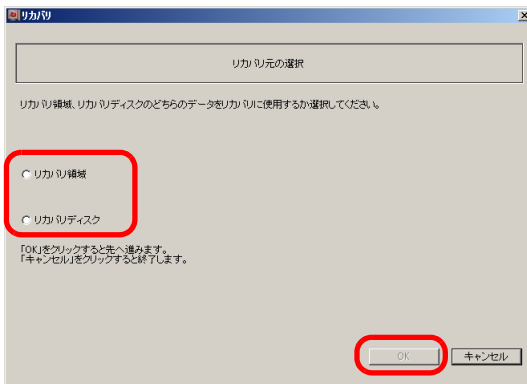 リカバリ
リカバリ元の選択
リカバリ領域、リカバリディスクのどちらのデータをリカバリに使用するか選択してください。
リカバリ領域
リカバリディスク
「OK」をクリックすると先へ進みます。
「キャンセル」をクリックすると終了します。
OK
キャンセル